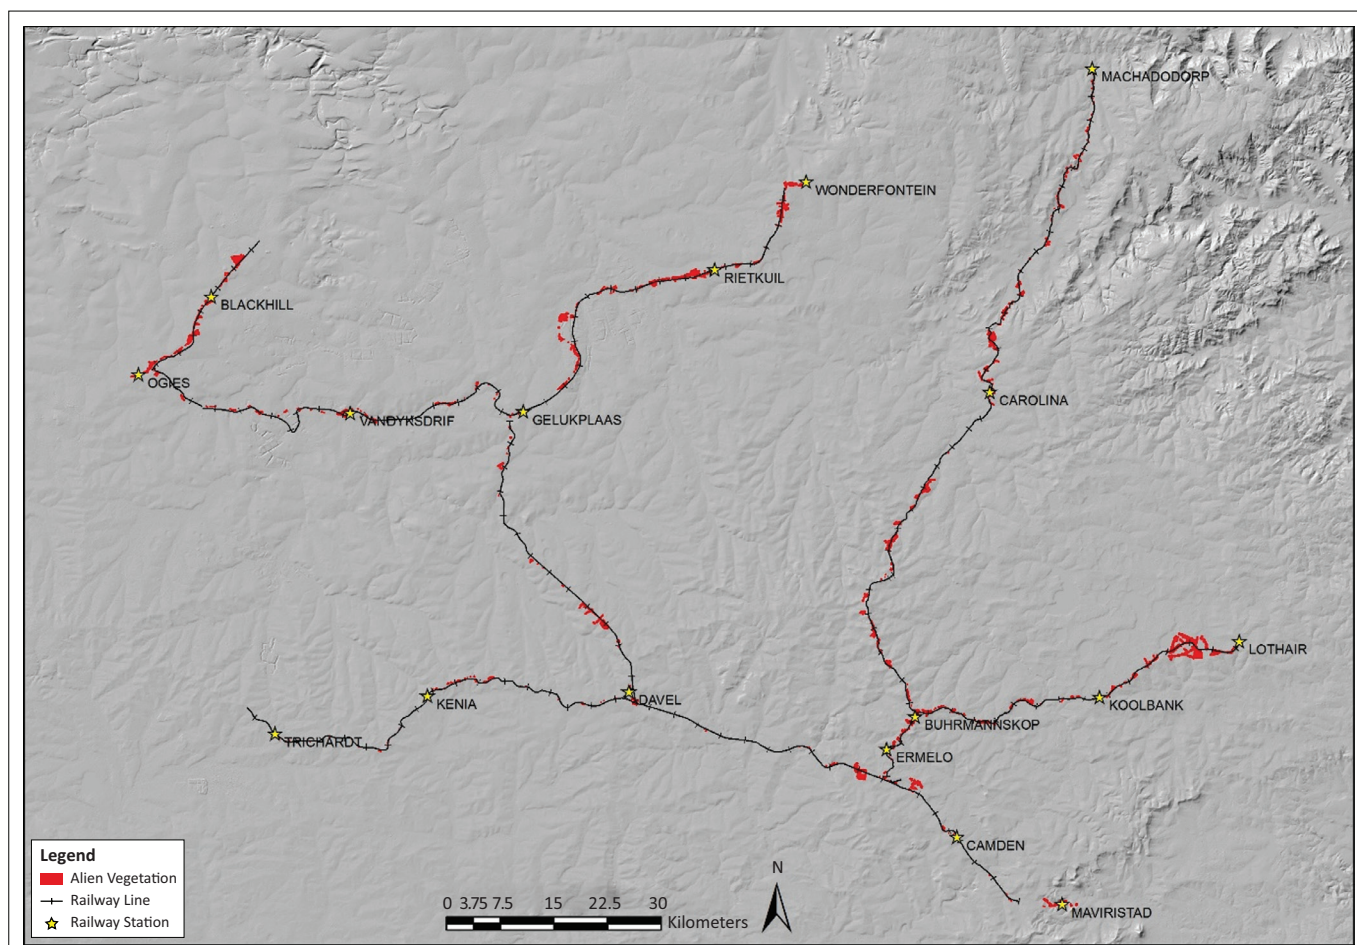 MACHADODORP
WONDERFONTEIN
RIETKUIL
BLACKHILL
OGIES
VANDYKSDRIF
GELUKPLAAS
CAROLINA
LOTHAIR
KENIA
DAVEL
KOOLBANK
TRICHARDT
BUHRMANNSKOP
ERMELO
CAMDEN
MAVIRISTAD
Legend
Alien Vegetation
Railway Line
Railway Station
0 3.75 7.5 15 22.5 30
Kilometers
N